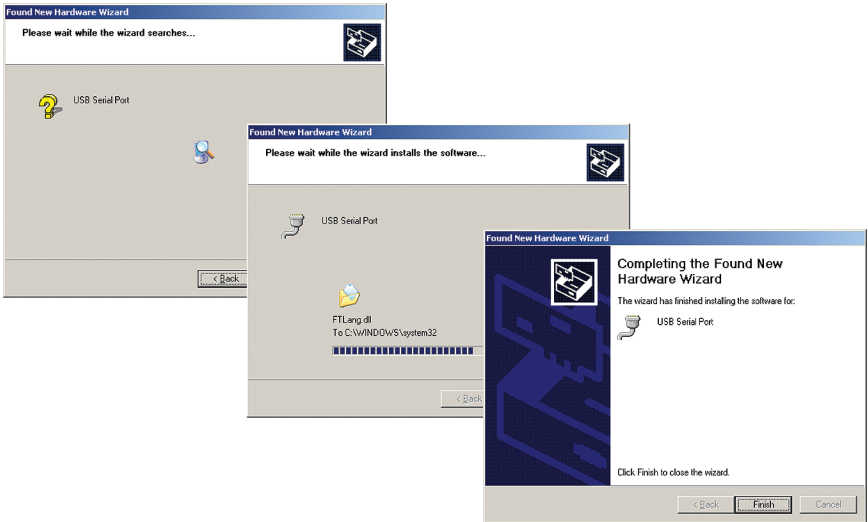 Found New Hardware Wizard
Please wait while the wizard searches...
USB Serial Port
< Back
Found New Hardware Wizard
Please wait while the wizard installs the software...
USB Serial Port
FTLang.dll
To C:\WINDOWS\system32
< Back
Found New Hardware Wizard
Completing the Found New
Hardware Wizard
The wizard has finished installing the software for:
USB Serial Port
Click Finish to close the wizard.
< Back
Finish
Cancel